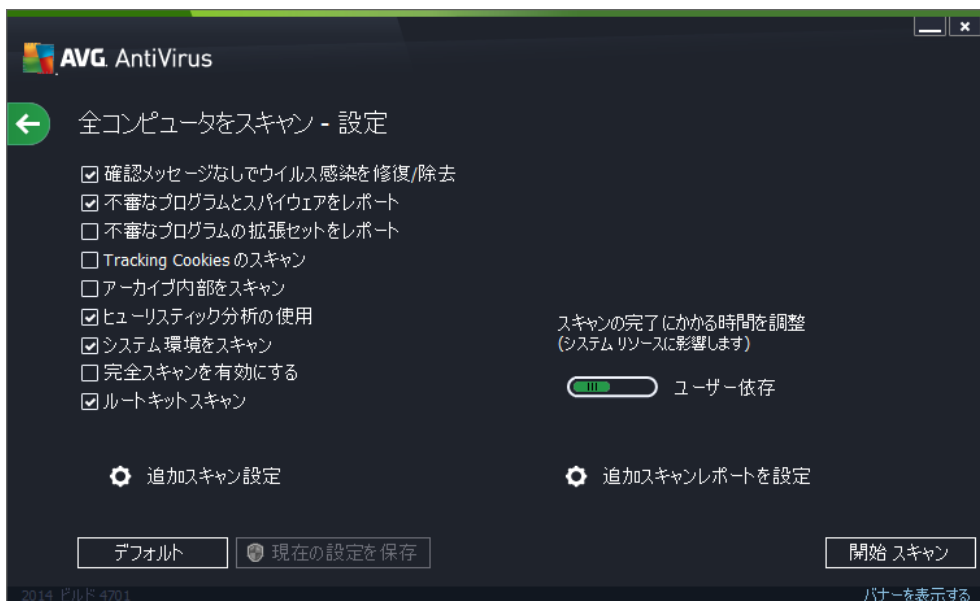 AVG. AntiVirus
全コンピュータをスキャン - 設定
確認メッセージなしでウイルス感染を修復/除去
不審なプログラムとスパイウェアをレポート
不審なプログラムの拡張セットをレポート
Tracking Cookies のスキャン
アーカイブ内部をスキャン
ヒューリスティック分析の使用
システム環境をスキャン
完全スキャンを有効にする
ルートキットスキャン
スキャンの完了にかかる時間を調整
(システム リソースに影響します)
ユーザー依存
追加スキャン設定
追加スキャンレポートを設定
デフォルト
現在の設定を保存
開始 スキャン
2014 ビルド 4701
バナーを表示する